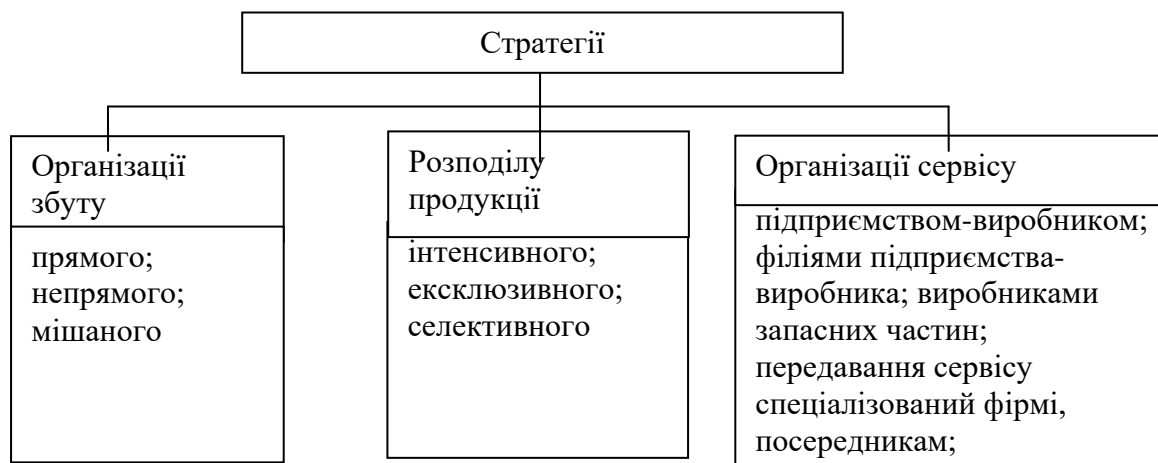 Стратегії
Організації
збуту
прямого;
непрямого;
мішаного
Розподілу
продукції
інтенсивного;
ексклюзивного;
селективного
Організації сервісу
підприємством-виробником;
філіями підприємства-
виробника; виробниками
запасних частин;
передавання сервісу
спеціалізований фірмі,
посередникам;